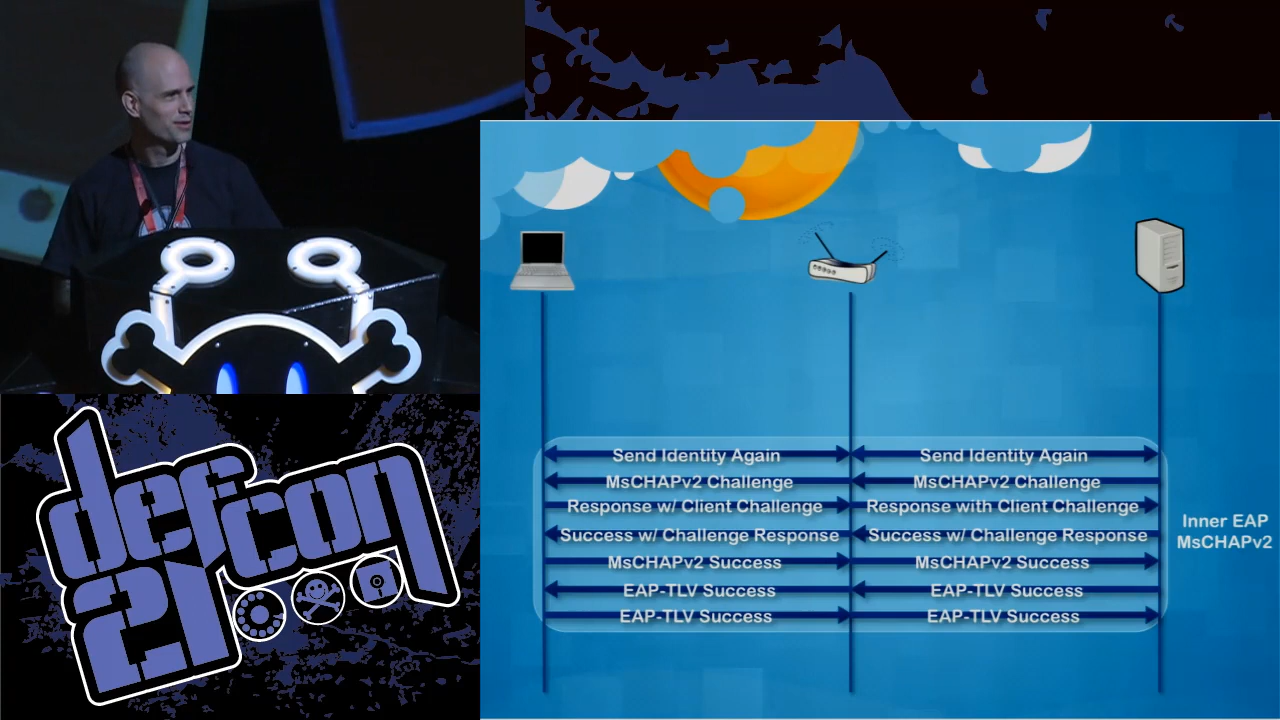 defcon
21
Send Identity Again Send Identity Again
MsCHAPv2 Challenge MsCHAPv2 Challenge
Response w/ Client Challenge Response with Client Challenge
Success w/ Challenge Response Success w/ Challenge Response
MsCHAPv2 Success MsCHAPv2 Success
EAP-TLV Success EAP-TLV Success
EAP-TLV Success EAP-TLV Success
Inner EAP
MsCHAPv2